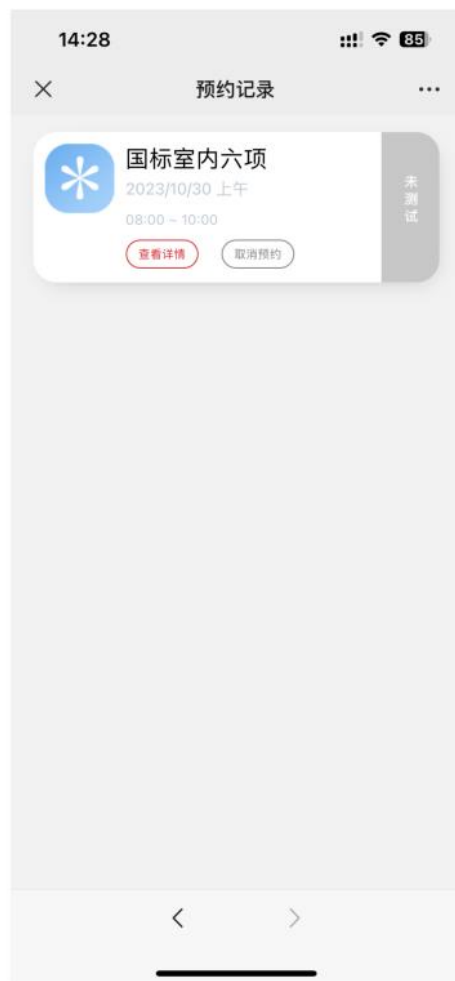 14:28
85
预约记录
国标室内六项
2023/10/30 上午
08:00 ~ 10:00
查看详情
取消预约
未测试